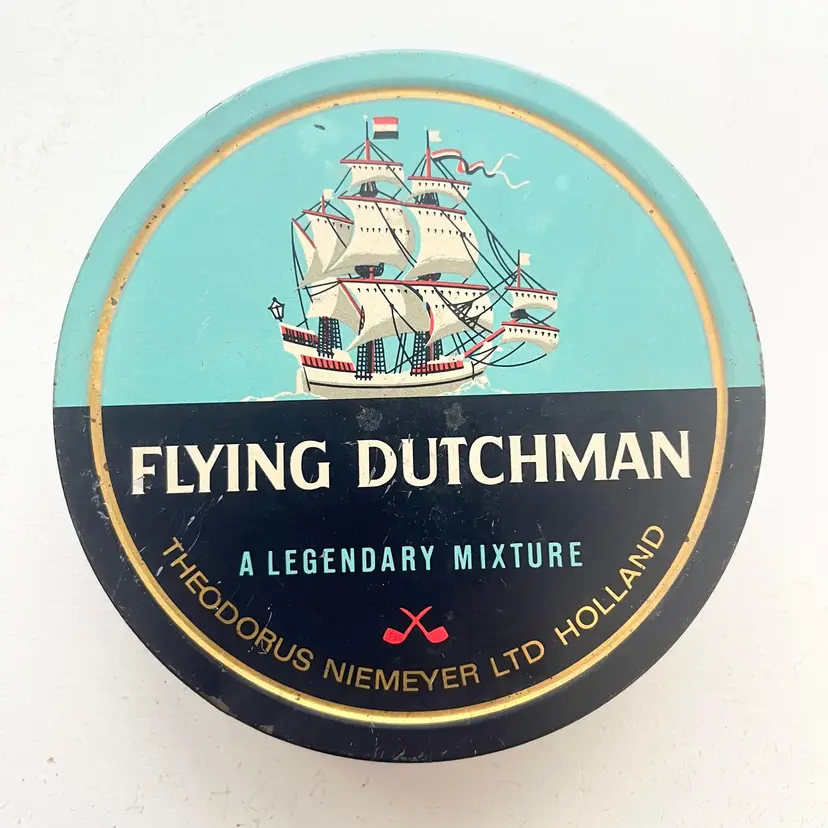 FLYING DUTCHMAN
A LEGENDARY MIXTURE
THEODORUS NIEMEYER LTD HOLLAND